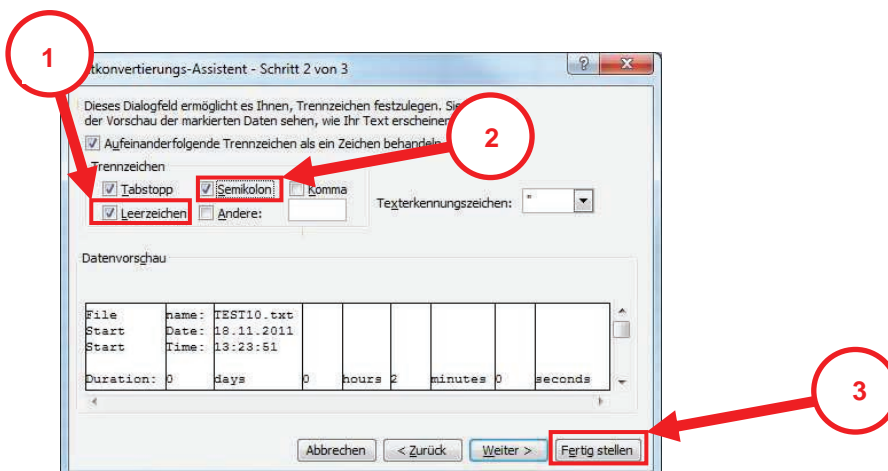 1
tkonvertierungs-Assistent - Schritt 2 von 3
Dieses Dialogfeld ermöglicht es Ihnen, Trennzeichen festzulegen. Sie
der Vorschau der markierten Daten sehen, wie Ihr Text erscheinen
2
Aufeinanderfolgende Trennzeichen als ein Zeichen behandeln
Trennzeichen
Tabstopp Semikolon Komma
Leerzeichen Andere:
Texterkennungszeichen: "
Datenvorschau
File name: TEST10.txt
Start Date: 18.11.2011
Start Time: 13:23:51
Duration: 0 days 0 hours 2 minutes 0 seconds
3
Abbrechen < Zurück Weiter > Fertig stellen